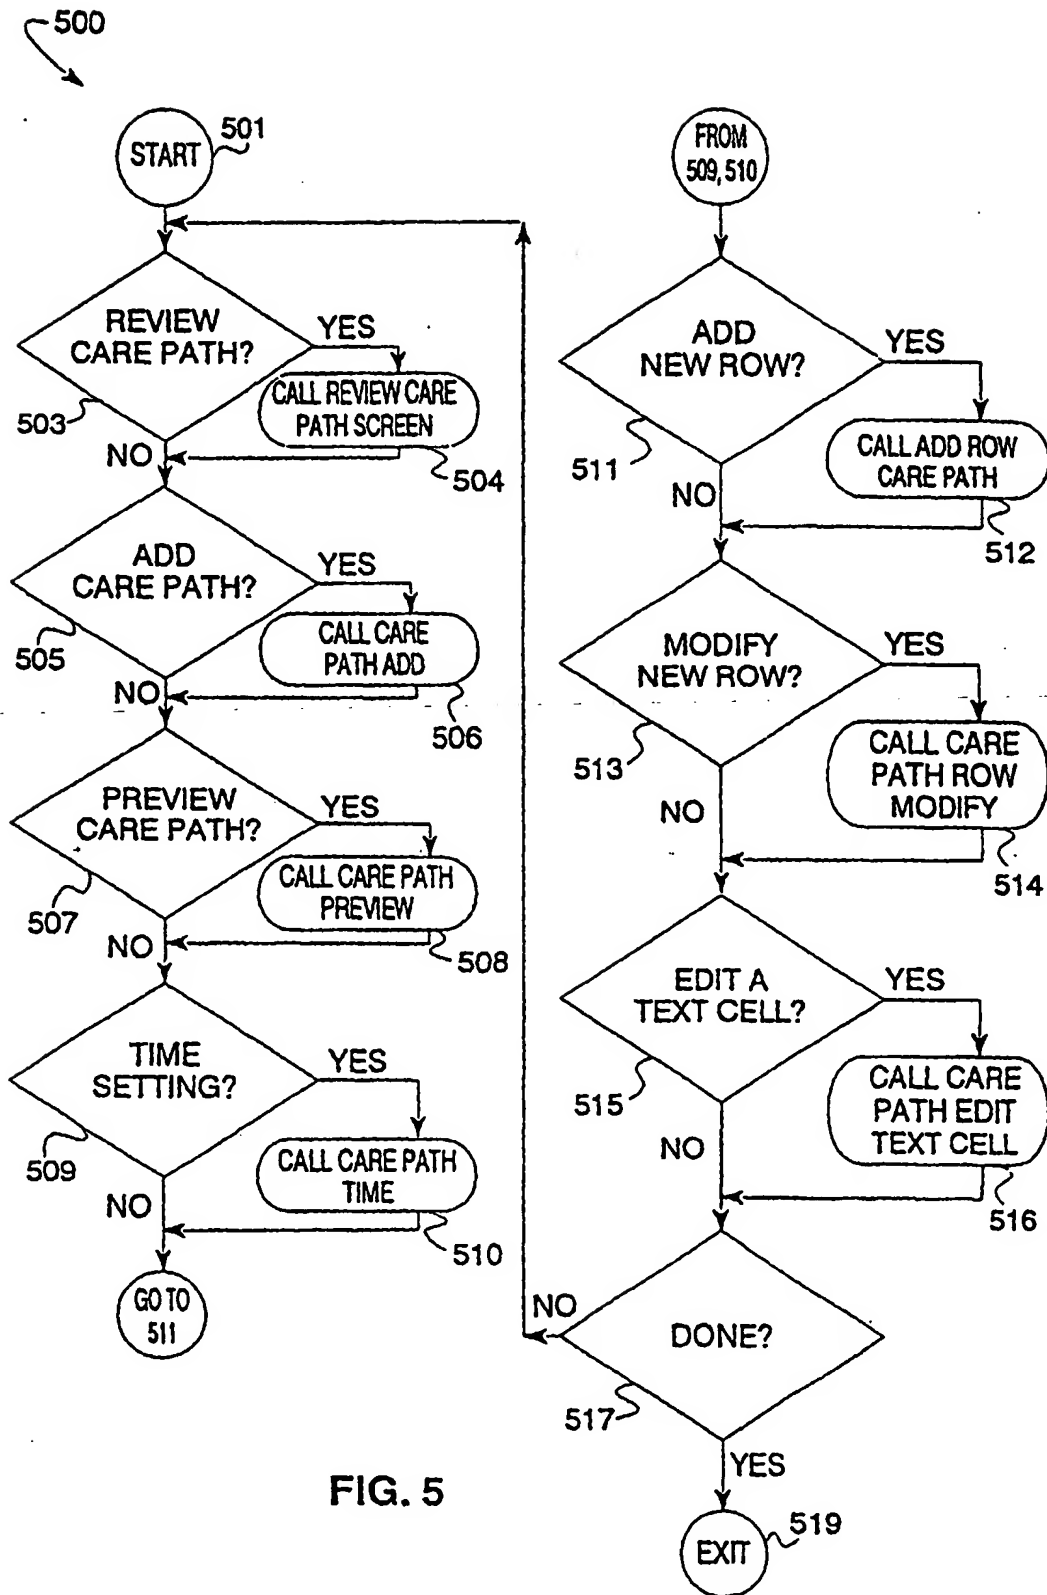 500
START
501
REVIEW
CARE PATH?
YES
503
CALL REVIEW CARE
PATH SCREEN
NO
504
ADD
CARE PATH?
YES
505
CALL CARE
PATH ADD
NO
506
PREVIEW
CARE PATH?
YES
507
CALL CARE PATH
PREVIEW
NO
508
TIME
SETTING?
YES
509
CALL CARE PATH
TIME
NO
510
GO TO
511
FROM
509, 510
ADD
NEW ROW?
YES
511
CALL ADD ROW
CARE PATH
NO
512
MODIFY
NEW ROW?
YES
513
CALL CARE
PATH ROW
MODIFY
NO
514
EDIT A
TEXT CELL?
YES
515
CALL CARE
PATH EDIT
TEXT CELL
NO
516
DONE?
NO
517
YES
EXIT
519
FIG. 5